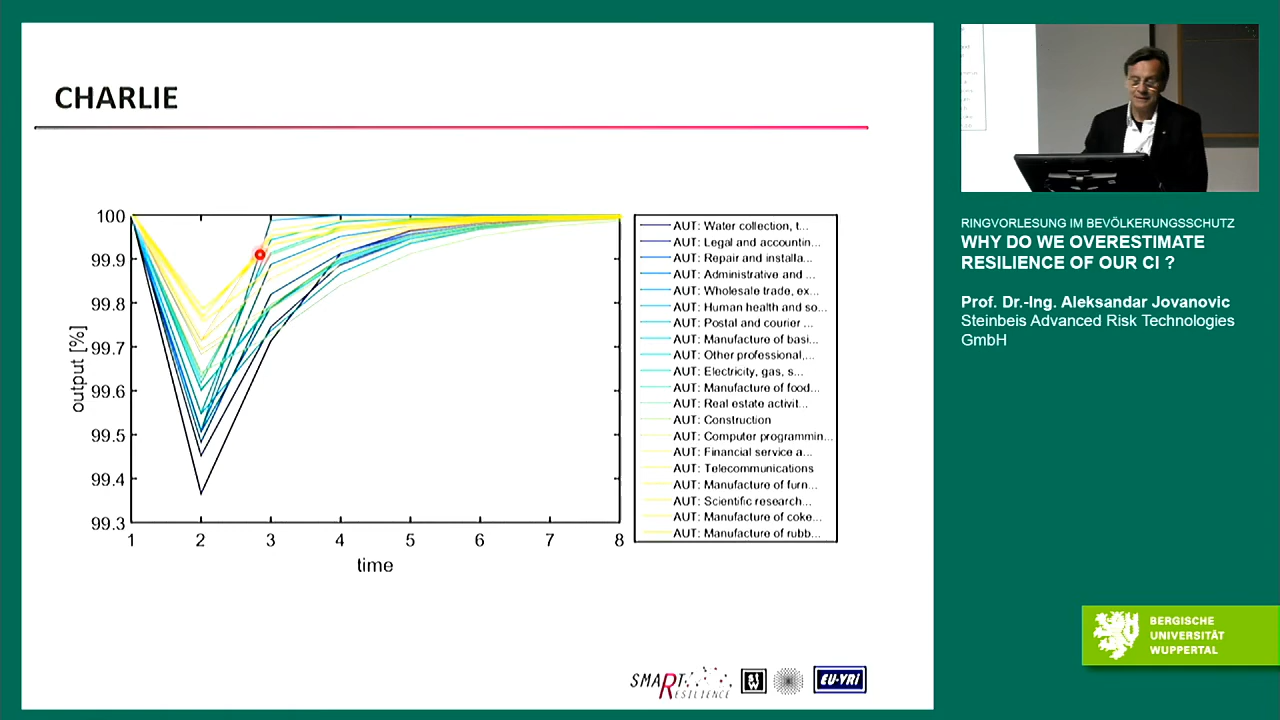 CHARLIE
100
99.9
99.8
99.7
99.6
99.5
99.4
99.3
output [%]
1 2 3 4 5 6 7 8
time
AUT: Water collection, t...
AUT: Legal and accountin...
AUT: Repair and installa...
AUT: Administrative and ...
AUT: Wholesale trade, ex...
AUT: Human health and so...
AUT: Postal and courier ...
AUT: Manufacture of basi...
AUT: Other professional,...
AUT: Electricity, gas, s...
AUT: Manufacture of food...
AUT: Real estate activit...
AUT: Construction
AUT: Computer programmin...
AUT: Financial service a...
AUT: Telecommunications
AUT: Manufacture of furn...
AUT: Scientific research...
AUT: Manufacture of coke...
AUT: Manufacture of rubb...
SMART
RESILIENCE
EU-VRi
RINGVORLESUNG IM BEVÖLKERUNGSSCHUTZ
WHY DO WE OVERESTIMATE
RESILIENCE OF OUR CI ?
Prof. Dr.-Ing. Aleksandar Jovanovic
Steinbeis Advanced Risk Technologies
GmbH
BERGISCHE
UNIVERSITÄT
WUPPERTAL